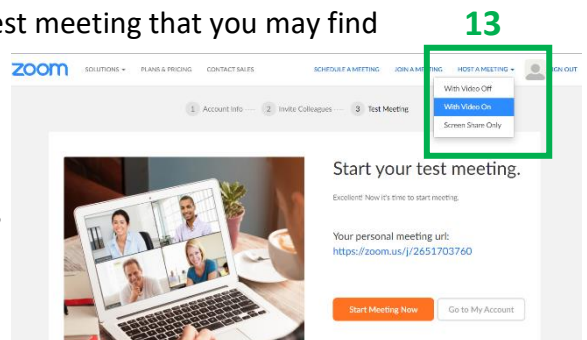 est meeting that you may find
13
zoom SOLUTIONS PLANS & PRICING CONTACT SALES SCHEDULE A MEETING JOIN A MEETING HOST A MEETING SIGN OUT
With Video Off
With Video On
Screen Share Only
1 Account Info 2 Invite Colleagues 3 Test Meeting
Start your test meeting.
Excellent! Now it's time to start meeting.
Your personal meeting url:
https://zoom.us/j/2651703760
Start Meeting Now Go to My Account